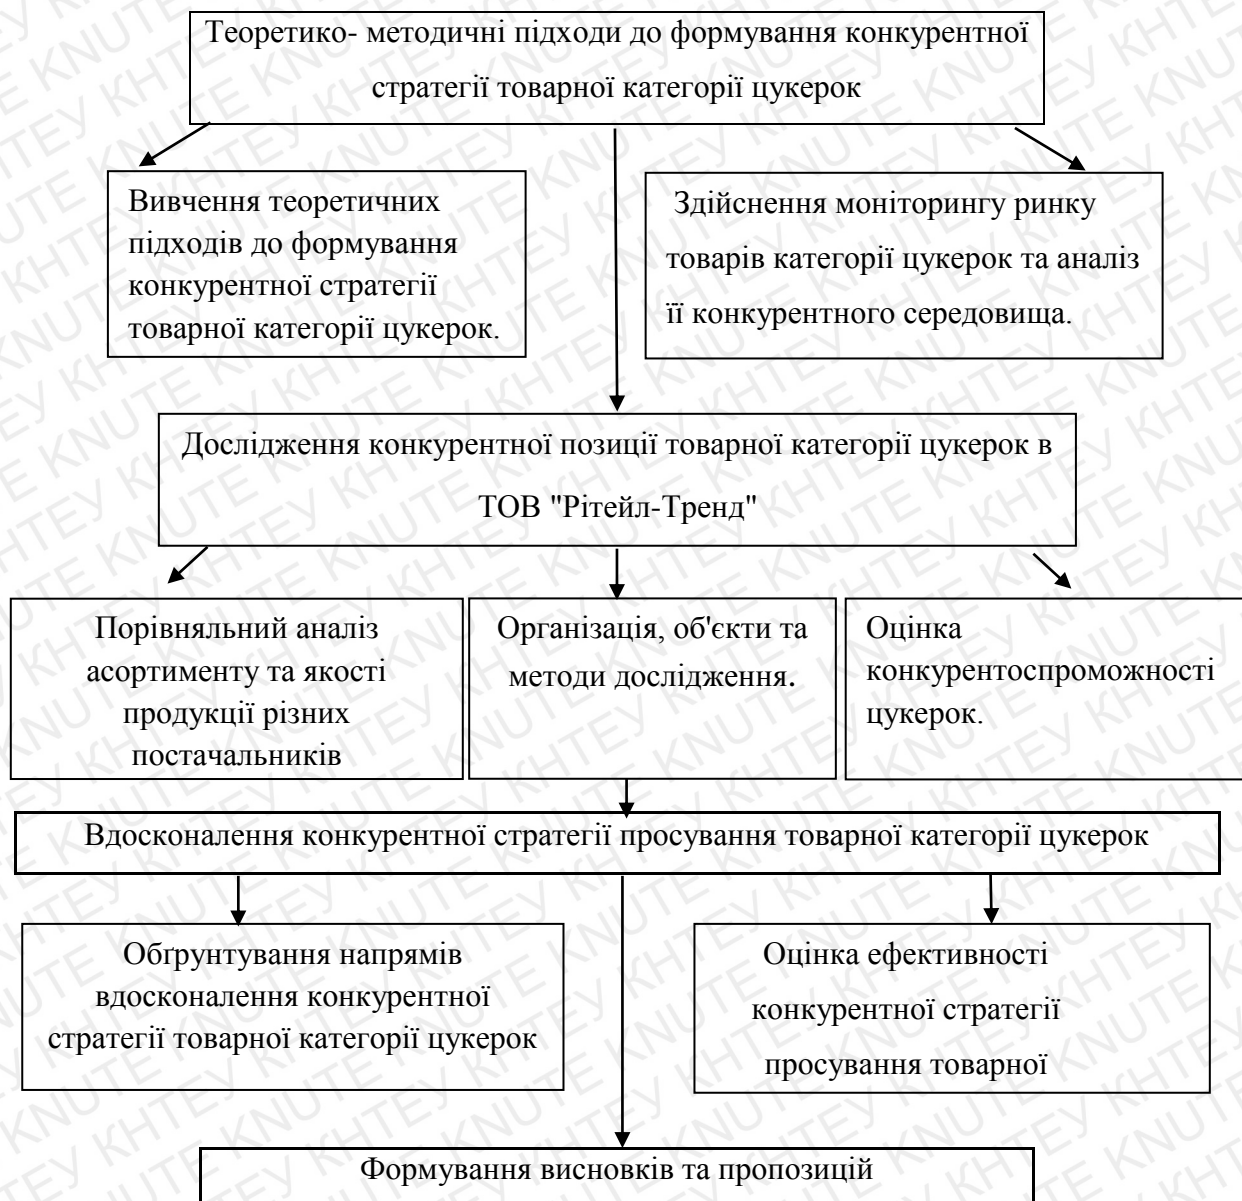 Теоретико- методичні підходи до формування конкурентної
стратегії товарної категорії цукерок
Вивчення теоретичних
підходів до формування
конкурентної стратегії
товарної категорії цукерок.
Здійснення моніторингу ринку
товарів категорії цукерок та аналіз
її конкурентного середовища.
Дослідження конкурентної позиції товарної категорії цукерок в
ТОВ "Рітейл-Тренд"
Порівняльний аналіз
асортименту та якості
продукції різних
постачальників
Організація, об'єкти та
методи дослідження.
Оцінка
конкурентоспроможності
цукерок.
Вдосконалення конкурентної стратегії просування товарної категорії цукерок
Обґрунтування напрямів
вдосконалення конкурентної
стратегії товарної категорії цукерок
Оцінка ефективності
конкурентної стратегії
просування товарної
Формування висновків та пропозицій